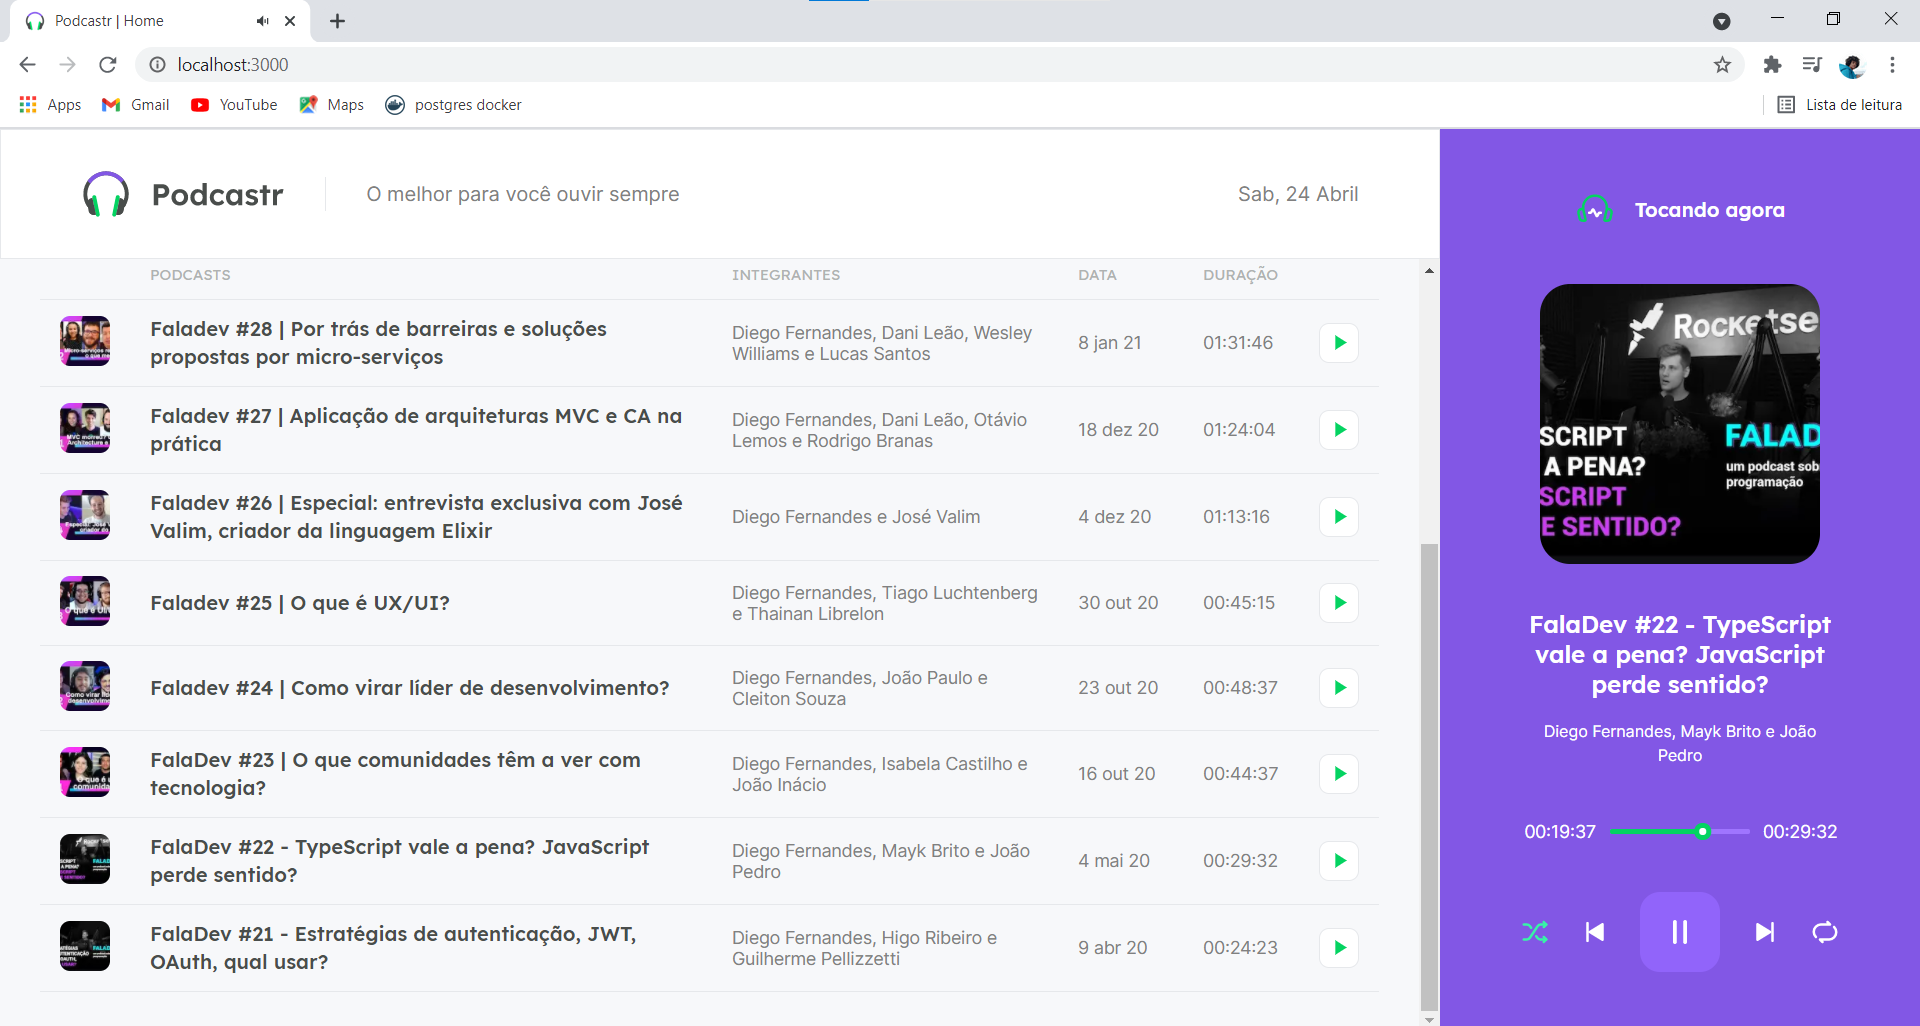 Podcastr | Home
localhost:3000
Apps Gmail YouTube Maps postgres docker Lista de leitura
Podcastr O melhor para você ouvir sempre Sab, 24 Abril
PODCASTS INTEGRANTES DATA DURAÇÃO
Faladev #28 | Por trás de barreiras e soluções
propostas por micro-serviços
Diego Fernandes, Dani Leão, Wesley
Williams e Lucas Santos
8 jan 21
01:31:46
Faladev #27 | Aplicação de arquiteturas MVC e CA na
prática
Diego Fernandes, Dani Leão, Otávio
Lemos e Rodrigo Branas
18 dez 20
01:24:04
Faladev #26 | Especial: entrevista exclusiva com José
Valim, criador da linguagem Elixir
Diego Fernandes e José Valim
4 dez 20
01:13:16
Faladev #25 | O que é UX/UI?
Diego Fernandes, Tiago Luchtenberg
e Thainan Librelon
30 out 20
00:45:15
Faladev #24 | Como virar líder de desenvolvimento?
Diego Fernandes, João Paulo e
Cleiton Souza
23 out 20
00:48:37
FalaDev #23 | O que comunidades têm a ver com
tecnologia?
Diego Fernandes, Isabela Castilho e
João Inácio
16 out 20
00:44:37
FalaDev #22 - TypeScript vale a pena? JavaScript
perde sentido?
Diego Fernandes, Mayk Brito e João
Pedro
4 mai 20
00:29:32
FalaDev #21 - Estratégias de autenticação, JWT,
OAuth, qual usar?
Diego Fernandes, Higo Ribeiro e
Guilherme Pellizzetti
9 abr 20
00:24:23
Tocando agora
Rocketse
SCRIPT
A PENA?
SCRIPT
E SENTIDO?
FALAD
um podcast sob
programação
FalaDev #22 - TypeScript
vale a pena? JavaScript
perde sentido?
Diego Fernandes, Mayk Brito e João
Pedro
00:19:37 00:29:32